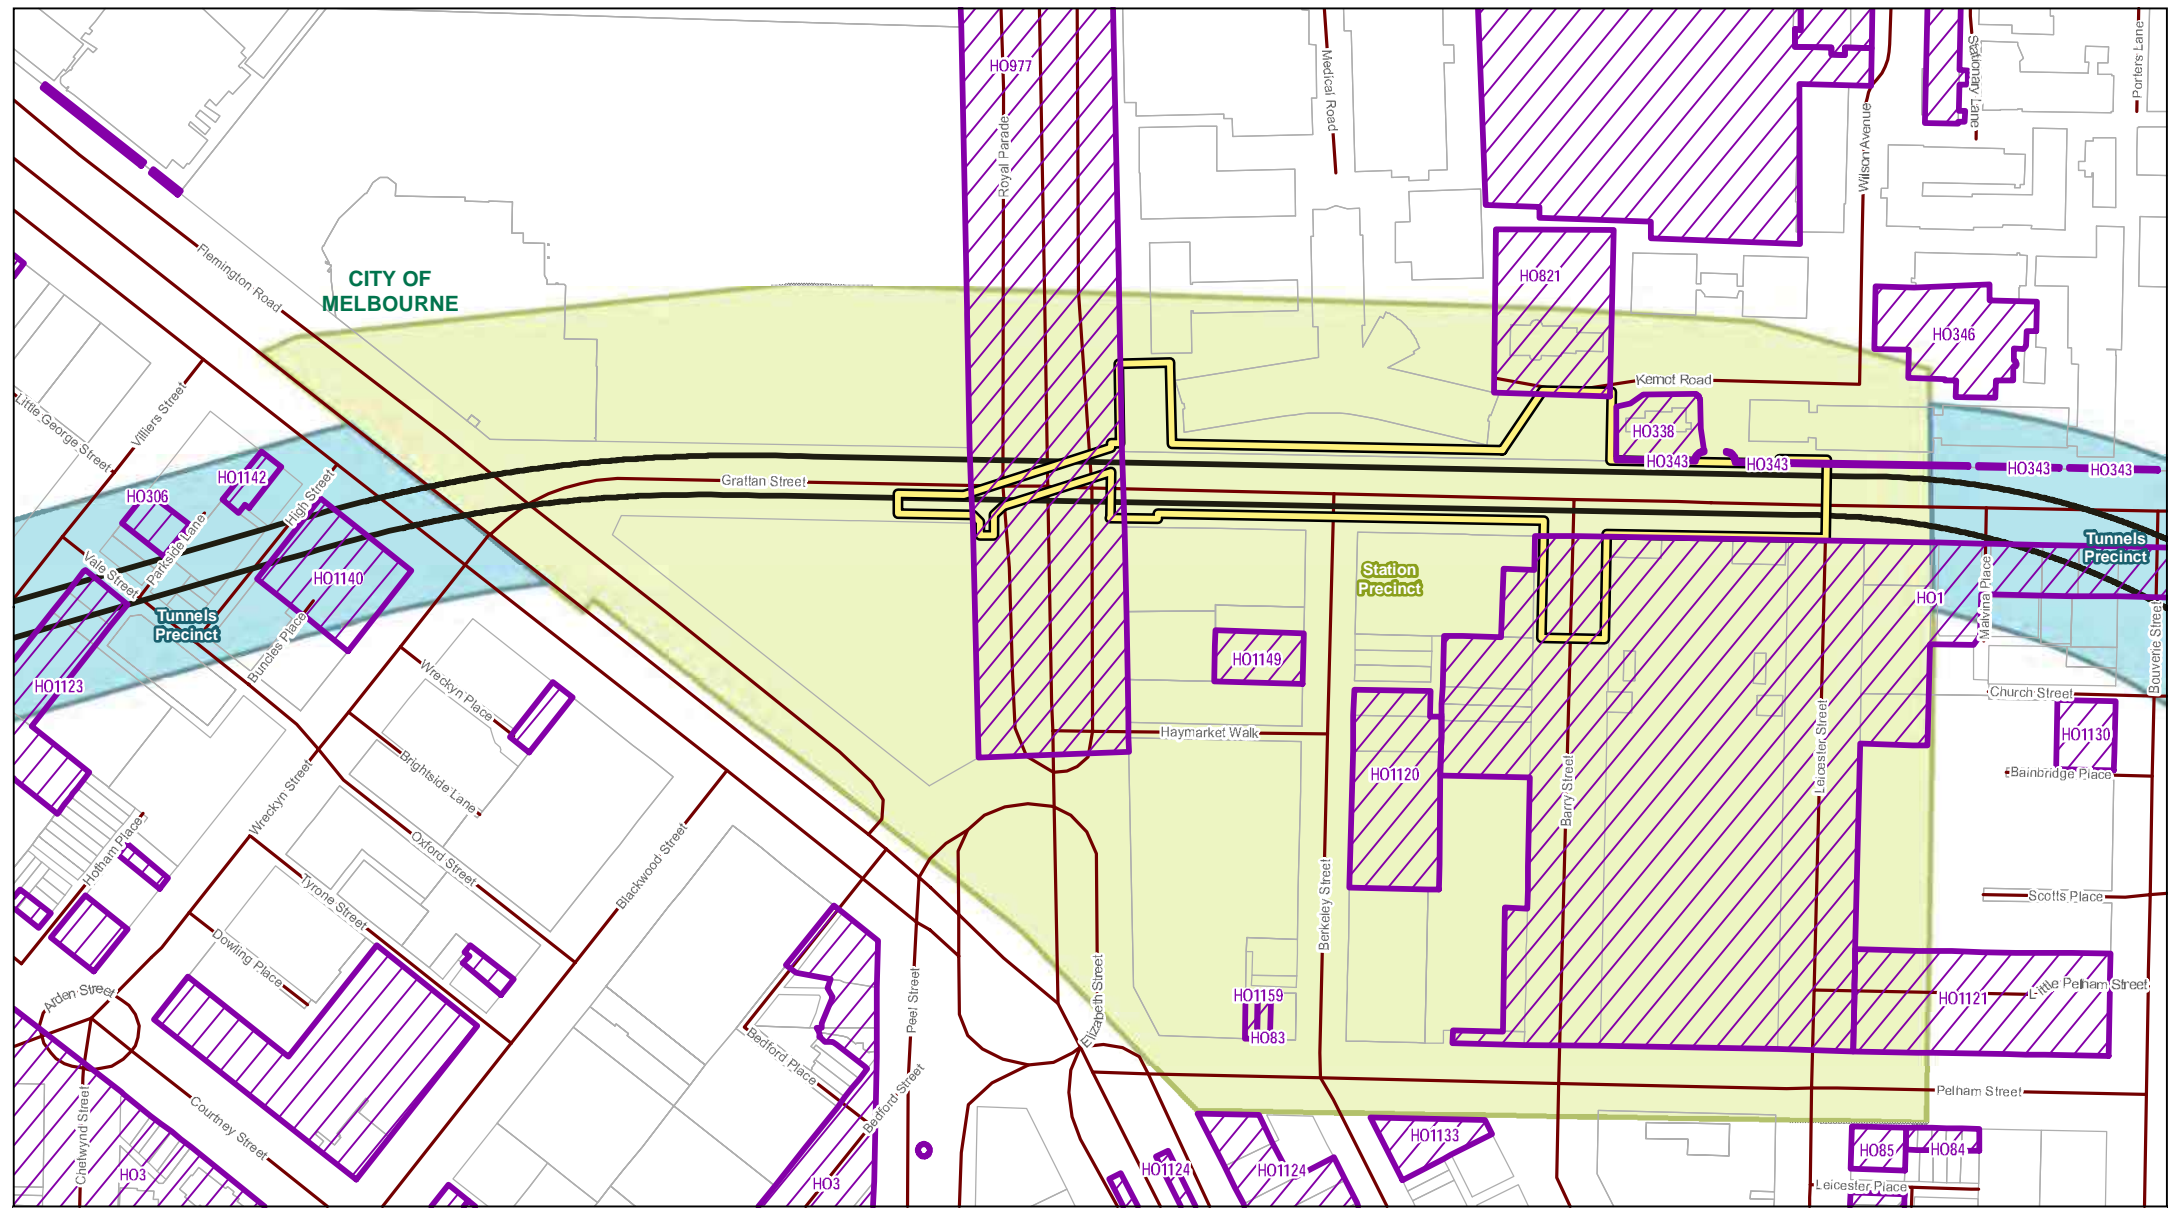 HO977
Royal Parade
Medical Road
Wilson Avenue
Stationary Lane
Porters Lane
Flemington Road
CITY OF
MELBOURNE
HO821
HO346
Kernot Road
HO338
HO343
HO343
HO343
HO343
Little George Street
Villiers Street
HO1142
HO306
High Street
Parkside Lane
Vale Street
HO1140
Grattan Street
Tunnels
Precinct
Tunnels
Precinct
Station
Precinct
HO1
Malvina Place
Bouverie Street
Buncles Place
HO1123
HO1149
Wreckyn Place
Church Street
Haymarket Walk
HO1130
Bainbridge Place
HO1120
Barry Street
Leicester Street
Brightside Lane
Wreckyn Street
Oxford Street
Hotham Place
Blackwood Street
Tyrone Street
Berkeley Street
Scotts Place
Dowling Place
Arden Street
Peel Street
Elizabeth Street
HO1159
HO83
HO1121
Little Pelham Street
Bedford Place
Bedford Street
Pelham Street
Courtney Street
Chetwynd Street
HO3
HO3
HO1124
HO1124
HO1133
HO85
HO84
Leicester Place